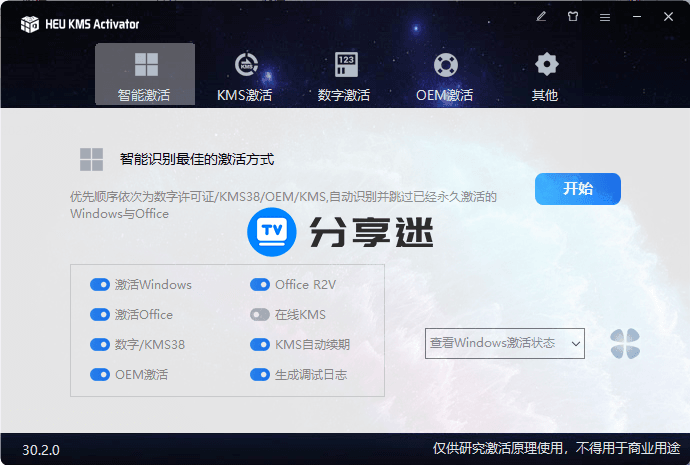 HEU KMS Activator
智能激活
KMS激活
123
数字激活
OEM激活
其他
KMS
智能识别最佳的激活方式
开始
优先顺序依次为数字许可证/KMS38/OEM/KMS,自动识别并跳过已经永久激活的
Windows与Office
TV
分享迷
激活Windows
Office R2V
激活Office
在线KMS
数字/KMS38
KMS自动续期
OEM激活
生成调试日志
查看Windows激活状态
30.2.0
仅供研究激活原理使用，不得用于商业用途